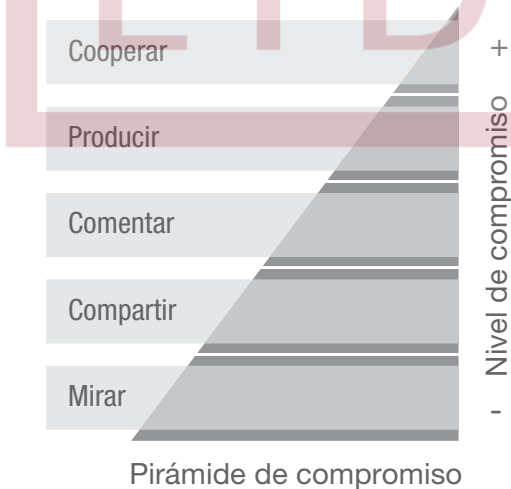 Cooperar
Producir
Comentar
Compartir
Mirar
- Nivel de compromiso +
Pirámide de compromiso